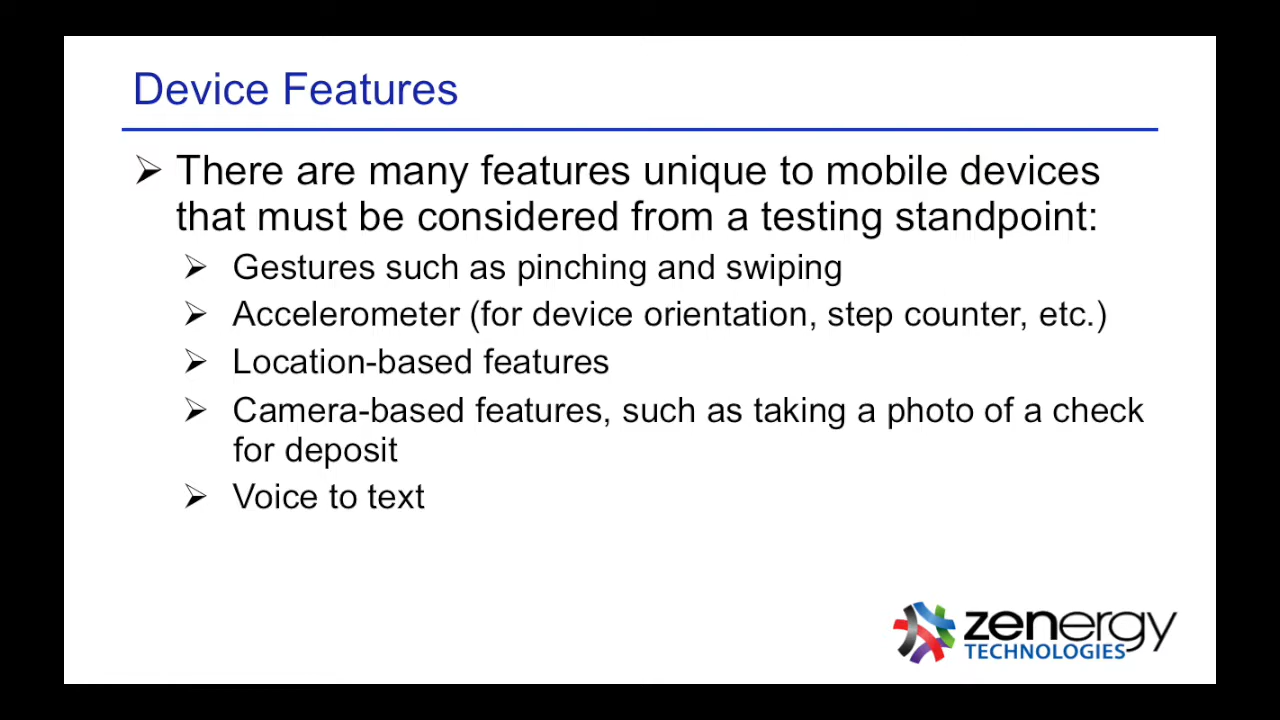 Device Features
➢ There are many features unique to mobile devices
that must be considered from a testing standpoint:
➢ Gestures such as pinching and swiping
➢ Accelerometer (for device orientation, step counter, etc.)
➢ Location-based features
➢ Camera-based features, such as taking a photo of a check
for deposit
➢ Voice to text
zenergy
TECHNOLOGIES